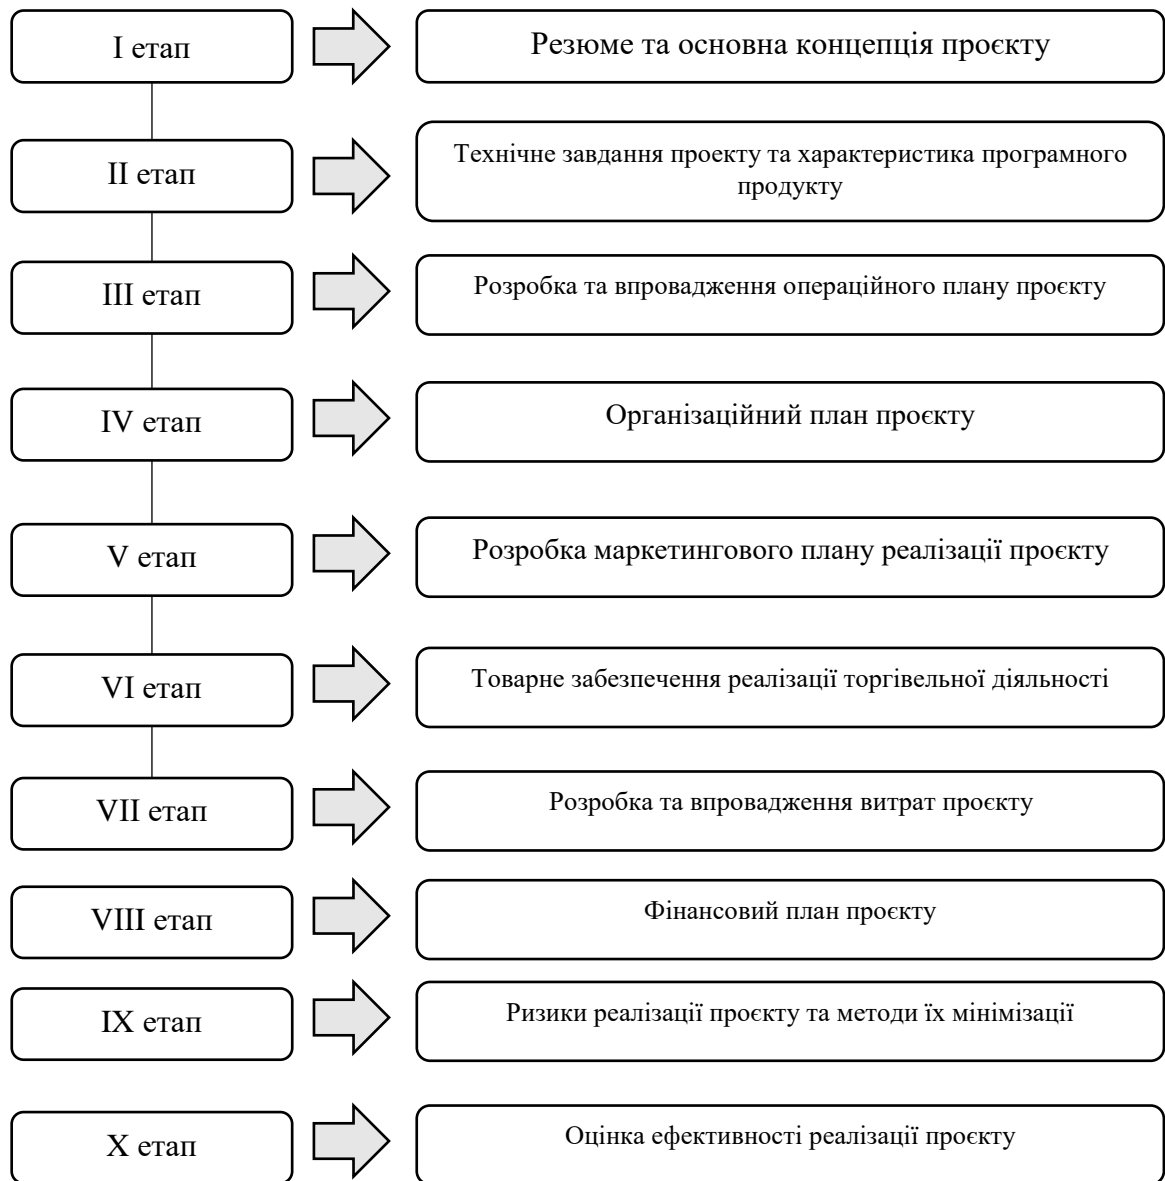 I етап
Резюме та основна концепція проєкту
II етап
Технічне завдання проекту та характеристика програмного
продукту
III етап
Розробка та впровадження операційного плану проєкту
IV етап
Організаційний план проєкту
V етап
Розробка маркетингового плану реалізації проєкту
VI етап
Товарне забезпечення реалізації торгівельної діяльності
VII етап
Розробка та впровадження витрат проєкту
VIII етап
Фінансовий план проєкту
IX етап
Ризики реалізації проєкту та методи їх мінімізації
X етап
Оцінка ефективності реалізації проєкту